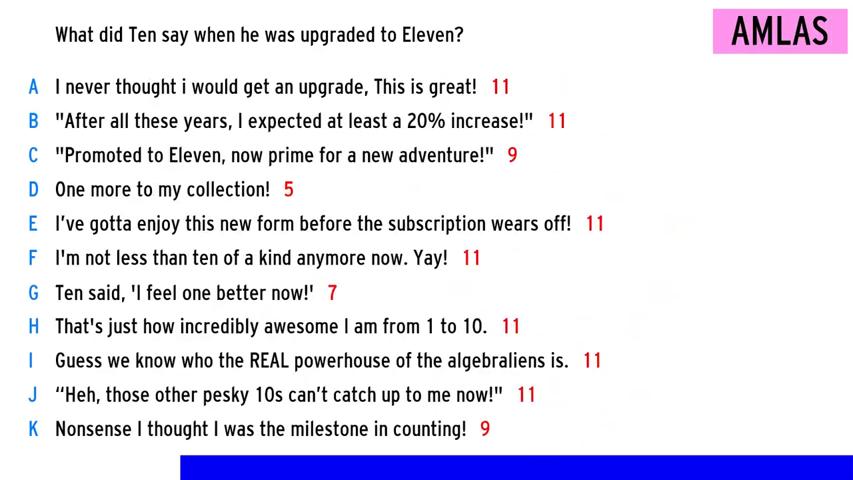 What did Ten say when he was upgraded to Eleven?
AMLAS
A I never thought i would get an upgrade, This is great! 11
B "After all these years, I expected at least a 20% increase!" 11
C "Promoted to Eleven, now prime for a new adventure!" 9
D One more to my collection! 5
E I've gotta enjoy this new form before the subscription wears off! 11
F I'm not less than ten of a kind anymore now. Yay! 11
G Ten said, 'I feel one better now!' 7
H That's just how incredibly awesome I am from 1 to 10. 11
I Guess we know who the REAL powerhouse of the algebraliens is. 11
J “Heh, those other pesky 10s can’t catch up to me now!" 11
K Nonsense I thought I was the milestone in counting! 9